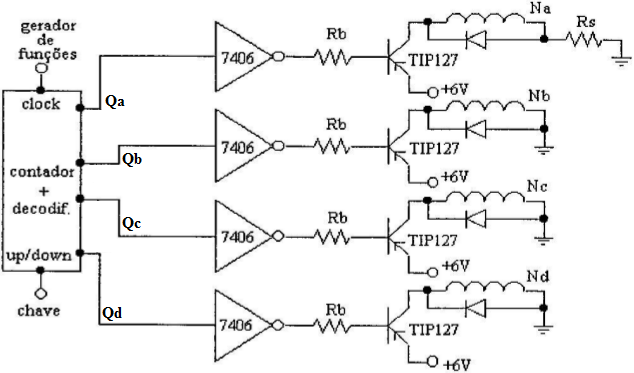 gerador
de
funções
clock
contador
+
decodif.
up/down
chave
Qa
7406
Rb
TIP127
+6V
Na
Rs
Qb
7406
Rb
TIP127
+6V
Nb
Qc
7406
Rb
TIP127
+6V
Nc
Qd
7406
Rb
TIP127
+6V
Nd